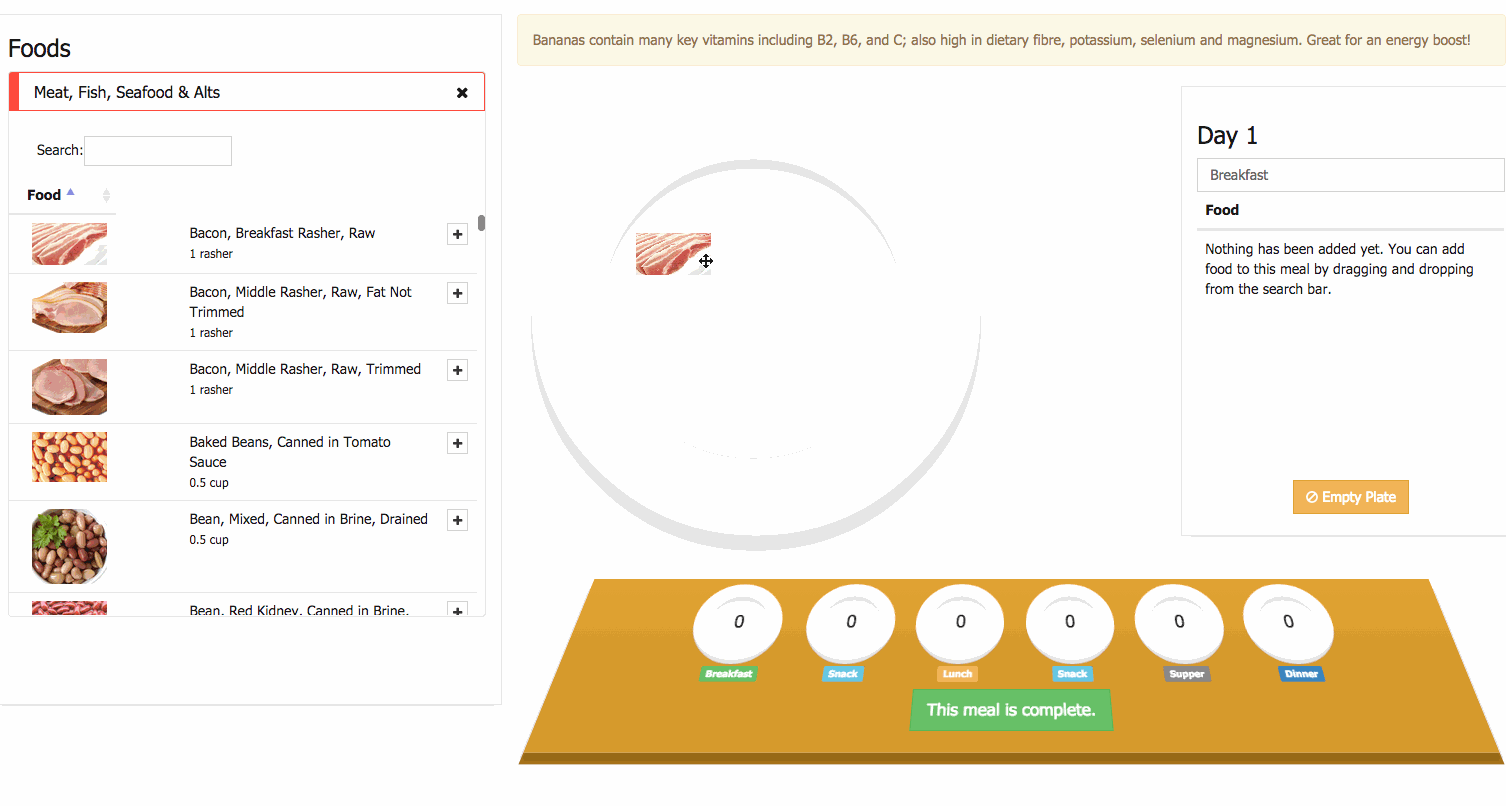 Foods
Meat, Fish, Seafood & Alts
Search:
Food
Bacon, Breakfast Rasher, Raw
1 rasher
Bacon, Middle Rasher, Raw, Fat Not
Trimmed
1 rasher
Bacon, Middle Rasher, Raw, Trimmed
1 rasher
Baked Beans, Canned in Tomato
Sauce
0.5 cup
Bean, Mixed, Canned in Brine, Drained
0.5 cup
Bean, Red Kidney, Canned in Brine,
Bananas contain many key vitamins including B2, B6, and C; also high in dietary fibre, potassium, selenium and magnesium. Great for an energy boost!
Day 1
Breakfast
Food
Nothing has been added yet. You can add
food to this meal by dragging and dropping
from the search bar.
Empty Plate
0 0 0 0 0 0
Breakfast Snack Lunch Snack Supper Dinner
This meal is complete.